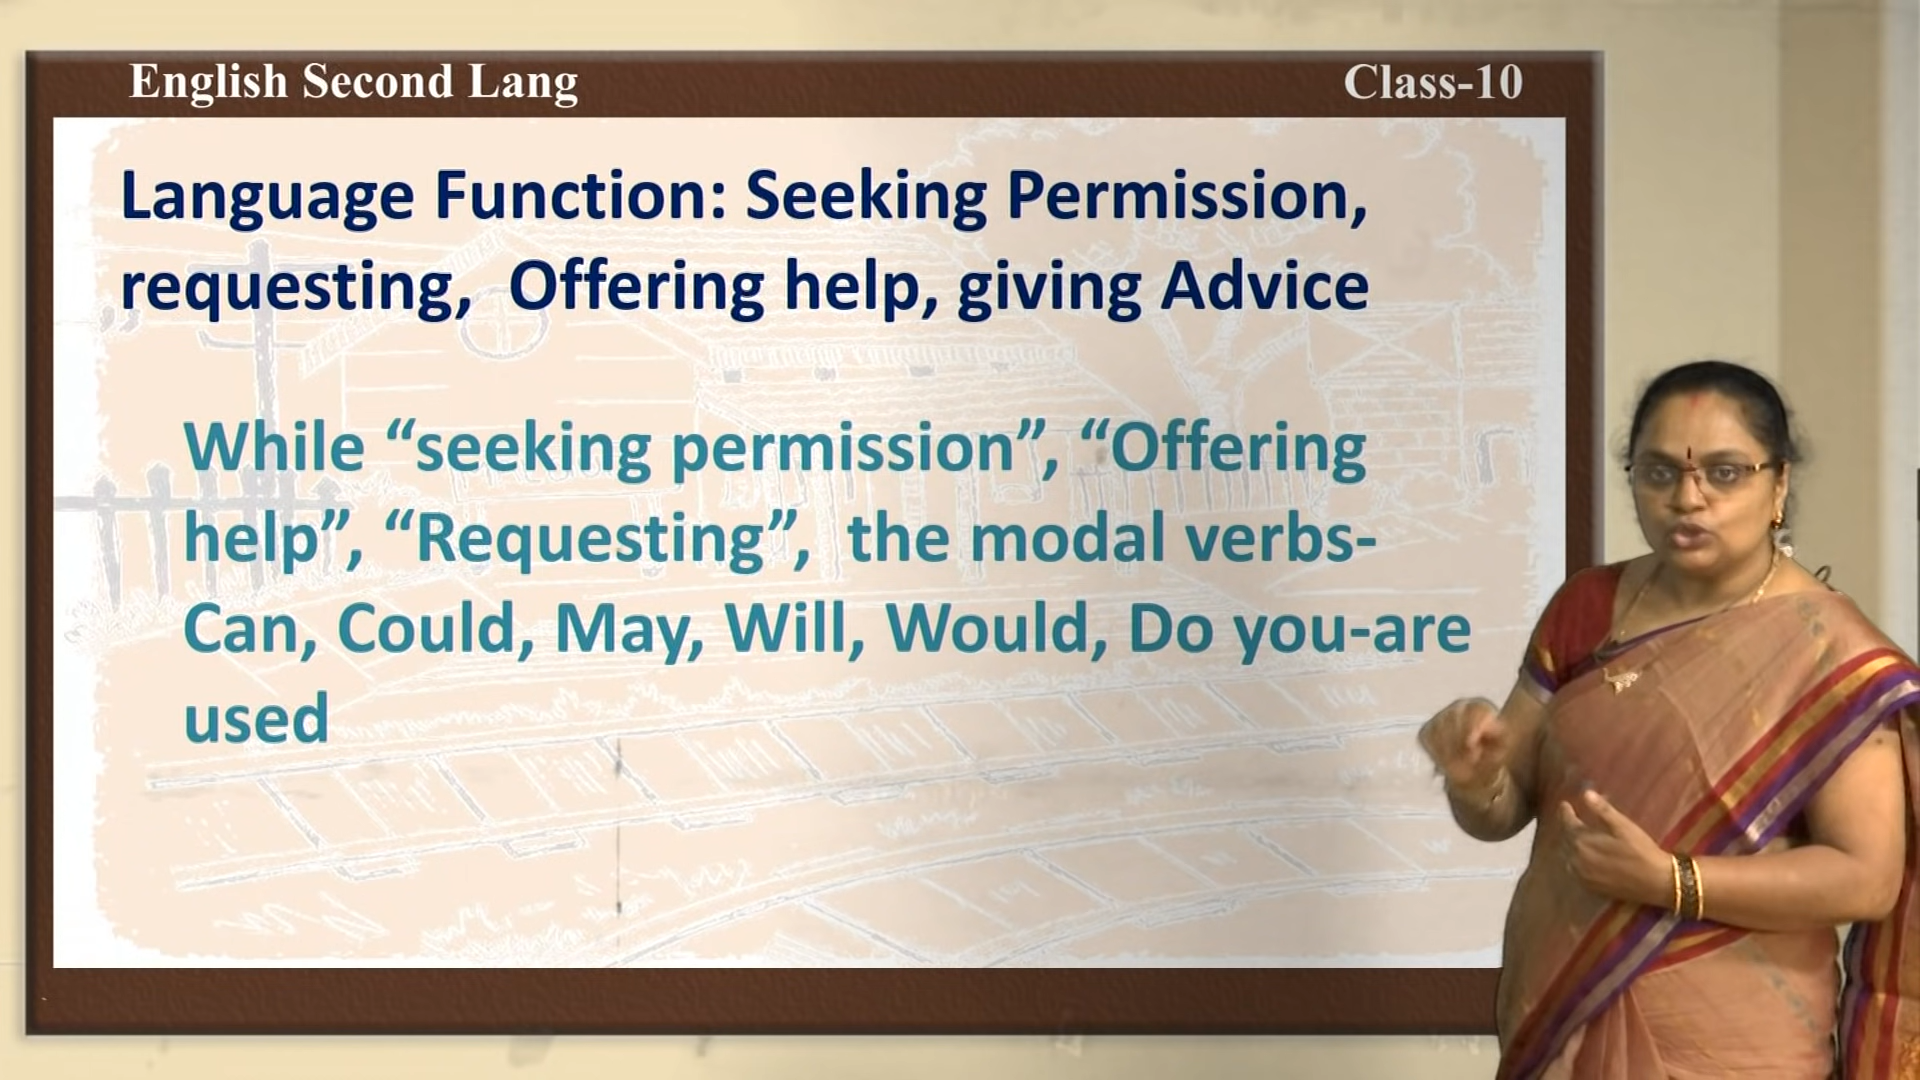 English Second Lang
Class-10
Language Function: Seeking Permission,
requesting,  Offering help, giving Advice
While “seeking permission”, “Offering
help”, “Requesting”,  the modal verbs-
Can, Could, May, Will, Would, Do you-are
used